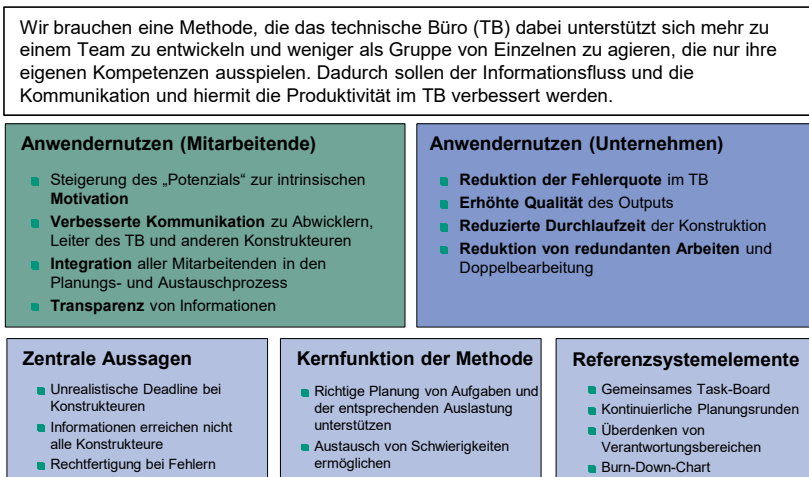 Wir brauchen eine Methode, die das technische Büro (TB) dabei unterstützt sich mehr zu
einem Team zu entwickeln und weniger als Gruppe von Einzelnen zu agieren, die nur ihre
eigenen Kompetenzen ausspielen. Dadurch sollen der Informationsfluss und die
Kommunikation und hiermit die Produktivität im TB verbessert werden.
Anwendernutzen (Mitarbeitende)
Steigerung des „Potenzials“ zur intrinsischen
Motivation
Verbesserte Kommunikation zu Abwicklern,
Leiter des TB und anderen Konstrukteuren
Integration aller Mitarbeitenden in den
Planungs- und Austauschprozess
Transparenz von Informationen
Anwendernutzen (Unternehmen)
Reduktion der Fehlerquote im TB
Erhöhte Qualität des Outputs
Reduzierte Durchlaufzeit der Konstruktion
Reduktion von redundanten Arbeiten und
Doppelbearbeitung
Zentrale Aussagen
Unrealistische Deadline bei
Konstrukteuren
Informationen erreichen nicht
alle Konstrukteure
Rechtfertigung bei Fehlern
Kernfunktion der Methode
Richtige Planung von Aufgaben und
der entsprechenden Auslastung
unterstützen
Austausch von Schwierigkeiten
ermöglichen
Referenzsystemelemente
Gemeinsames Task-Board
Kontinuierliche Planungsrunden
Überdenken von
Verantwortungsbereichen
Burn-Down-Chart